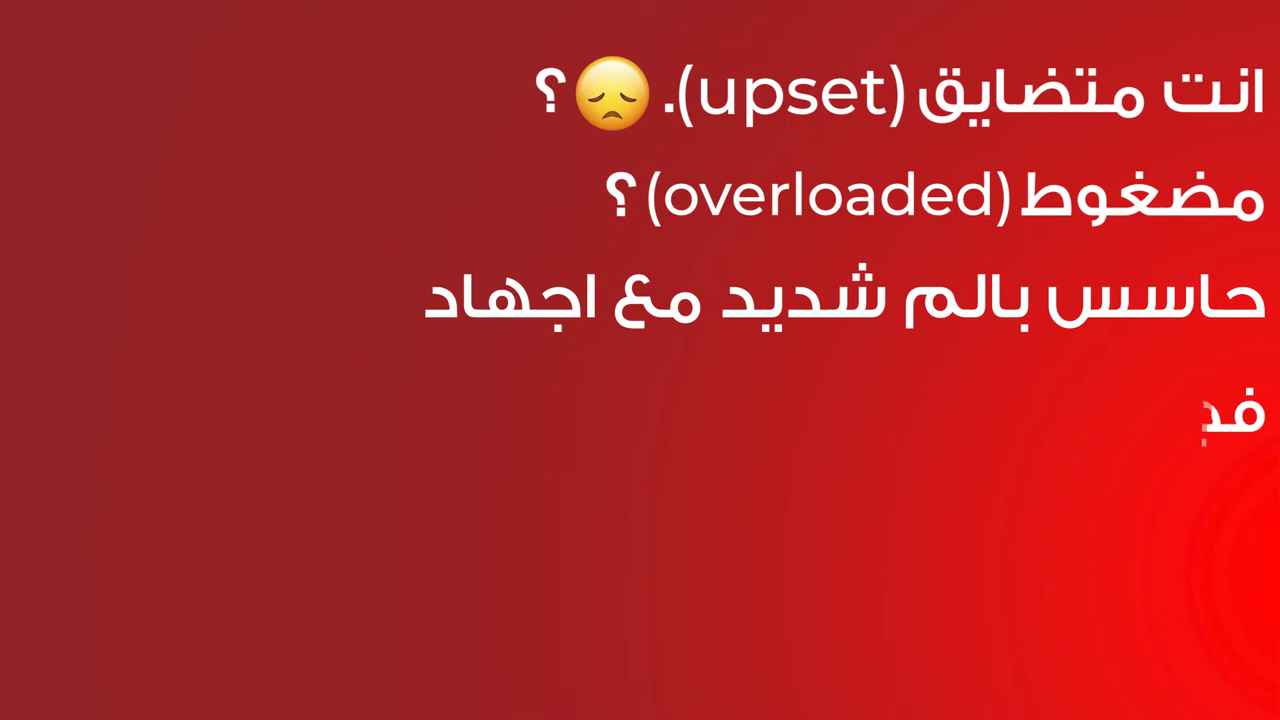 انت متضايق (upset). 😞؟
مضغوط (overloaded)؟
حاسس بالم شديد مع اجهاد